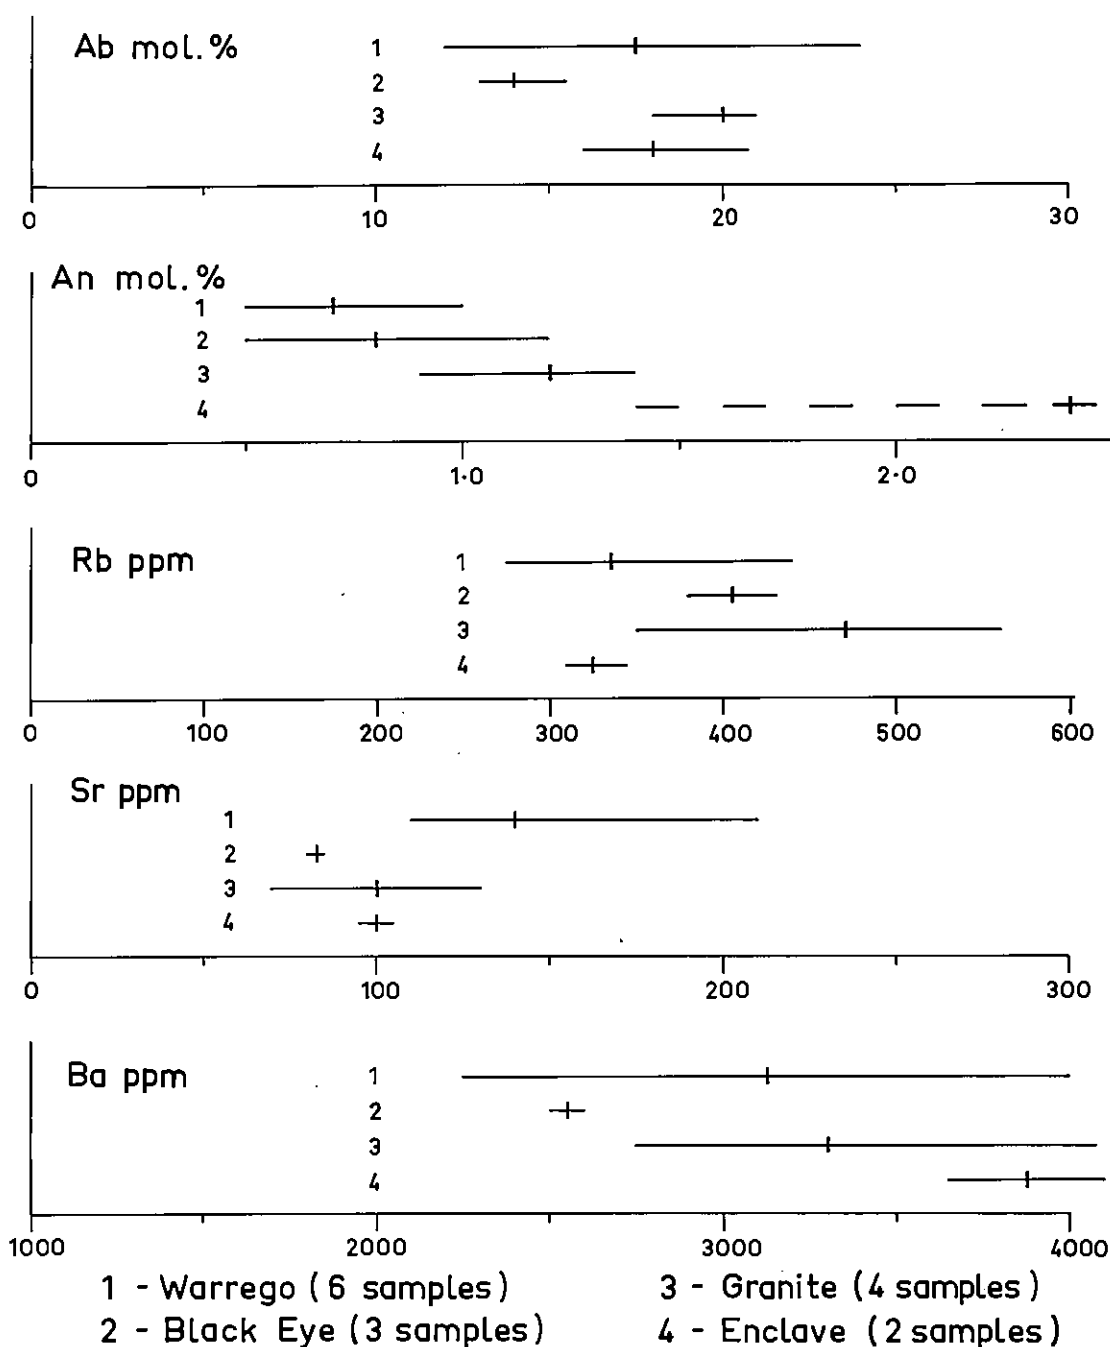 Ab mol.%
1
2
3
4
0 10 20 30
An mol.%
1
2
3
4
0 1·0 2·0
Rb ppm
1
2
3
4
0 100 200 300 400 500 600
Sr ppm
1
2
3
4
0 100 200 300
Ba ppm
1
2
3
4
1000 2000 3000 4000
1 - Warrego (6 samples) 3 - Granite (4 samples)
2 - Black Eye (3 samples) 4 - Enclave (2 samples)